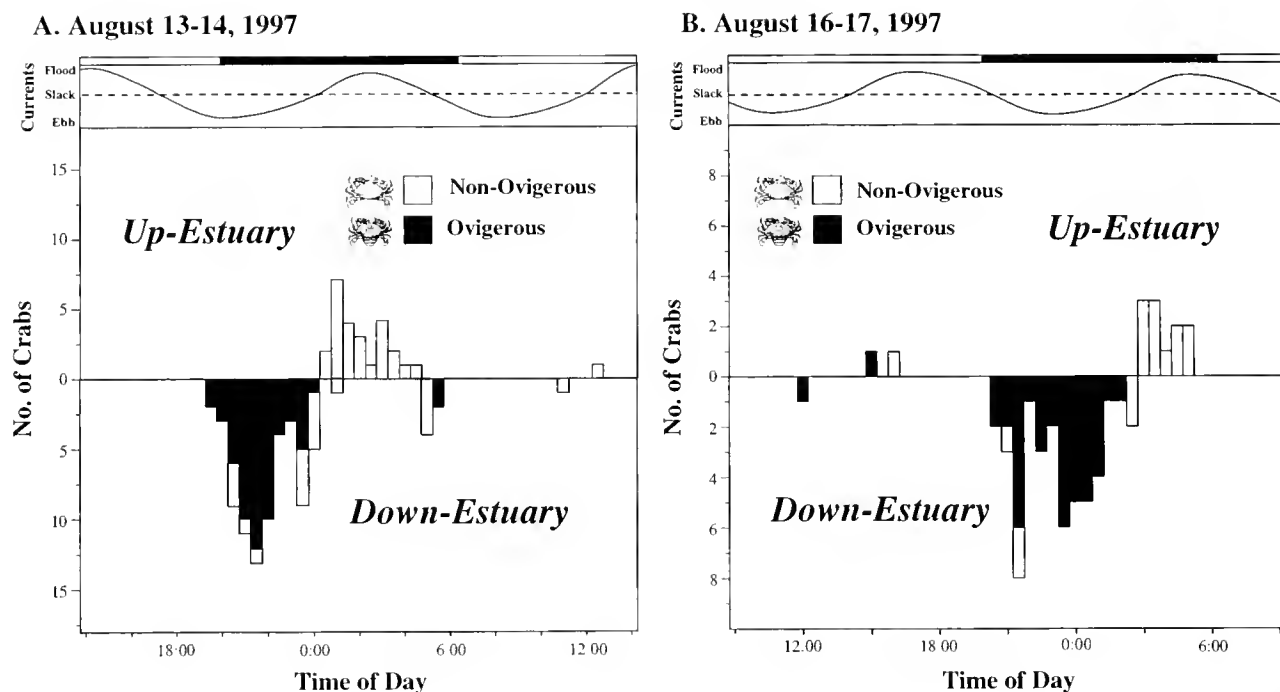 A. August 13-14, 1997
Flood
Slack
Ebb
Currents
15
10
5
0
5
10
15
No. of Crabs
Non-Ovigerous
Ovigerous
Up-Estuary
Down-Estuary
18:00
0:00
6 00
12 00
Time of Day
B. August 16-17, 1997
Flood
Slack
Ebb
Currents
8
6
4
2
0
2
4
6
8
No. of Crabs
Non-Ovigerous
Ovigerous
Up-Estuary
Down-Estuary
12:00
18:00
0:00
6:00
Time of Day